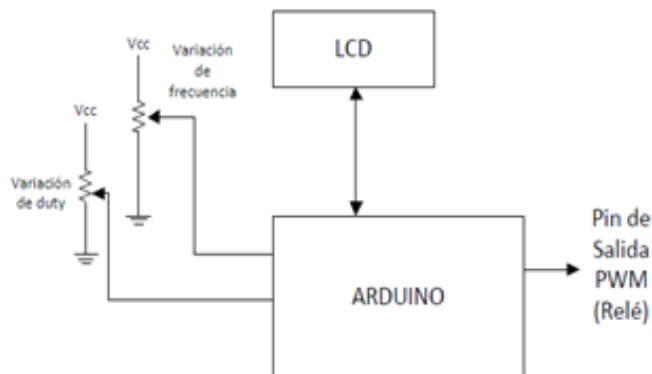 Vcc
Variación
de
frecuencia
LCD
Vcc
Variación
de duty
ARDUINO
Pin de
Salida
PWM
(Relé)